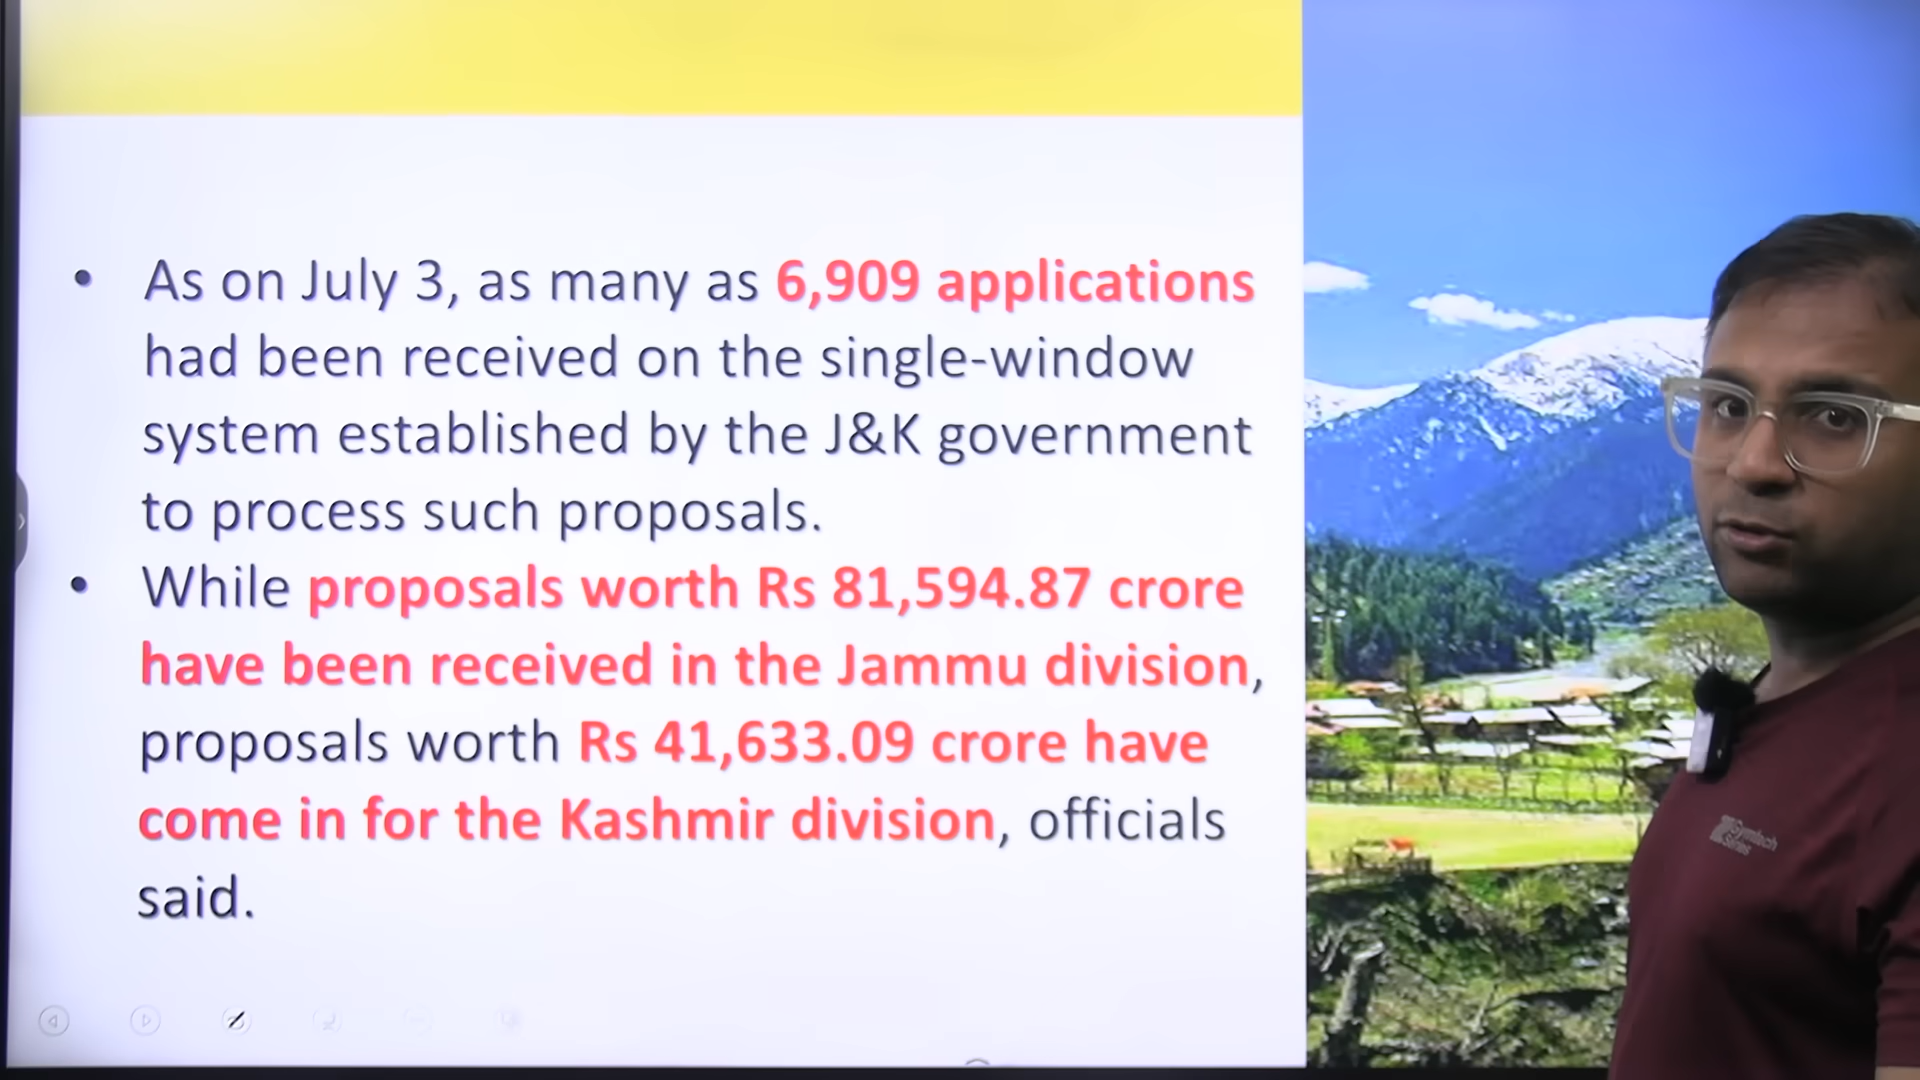 • As on July 3, as many as 6,909 applications
had been received on the single-window
system established by the J&K government
to process such proposals.
• While proposals worth Rs 81,594.87 crore
have been received in the Jammu division,
proposals worth Rs 41,633.09 crore have
come in for the Kashmir division, officials
said.
Gymtech
Series